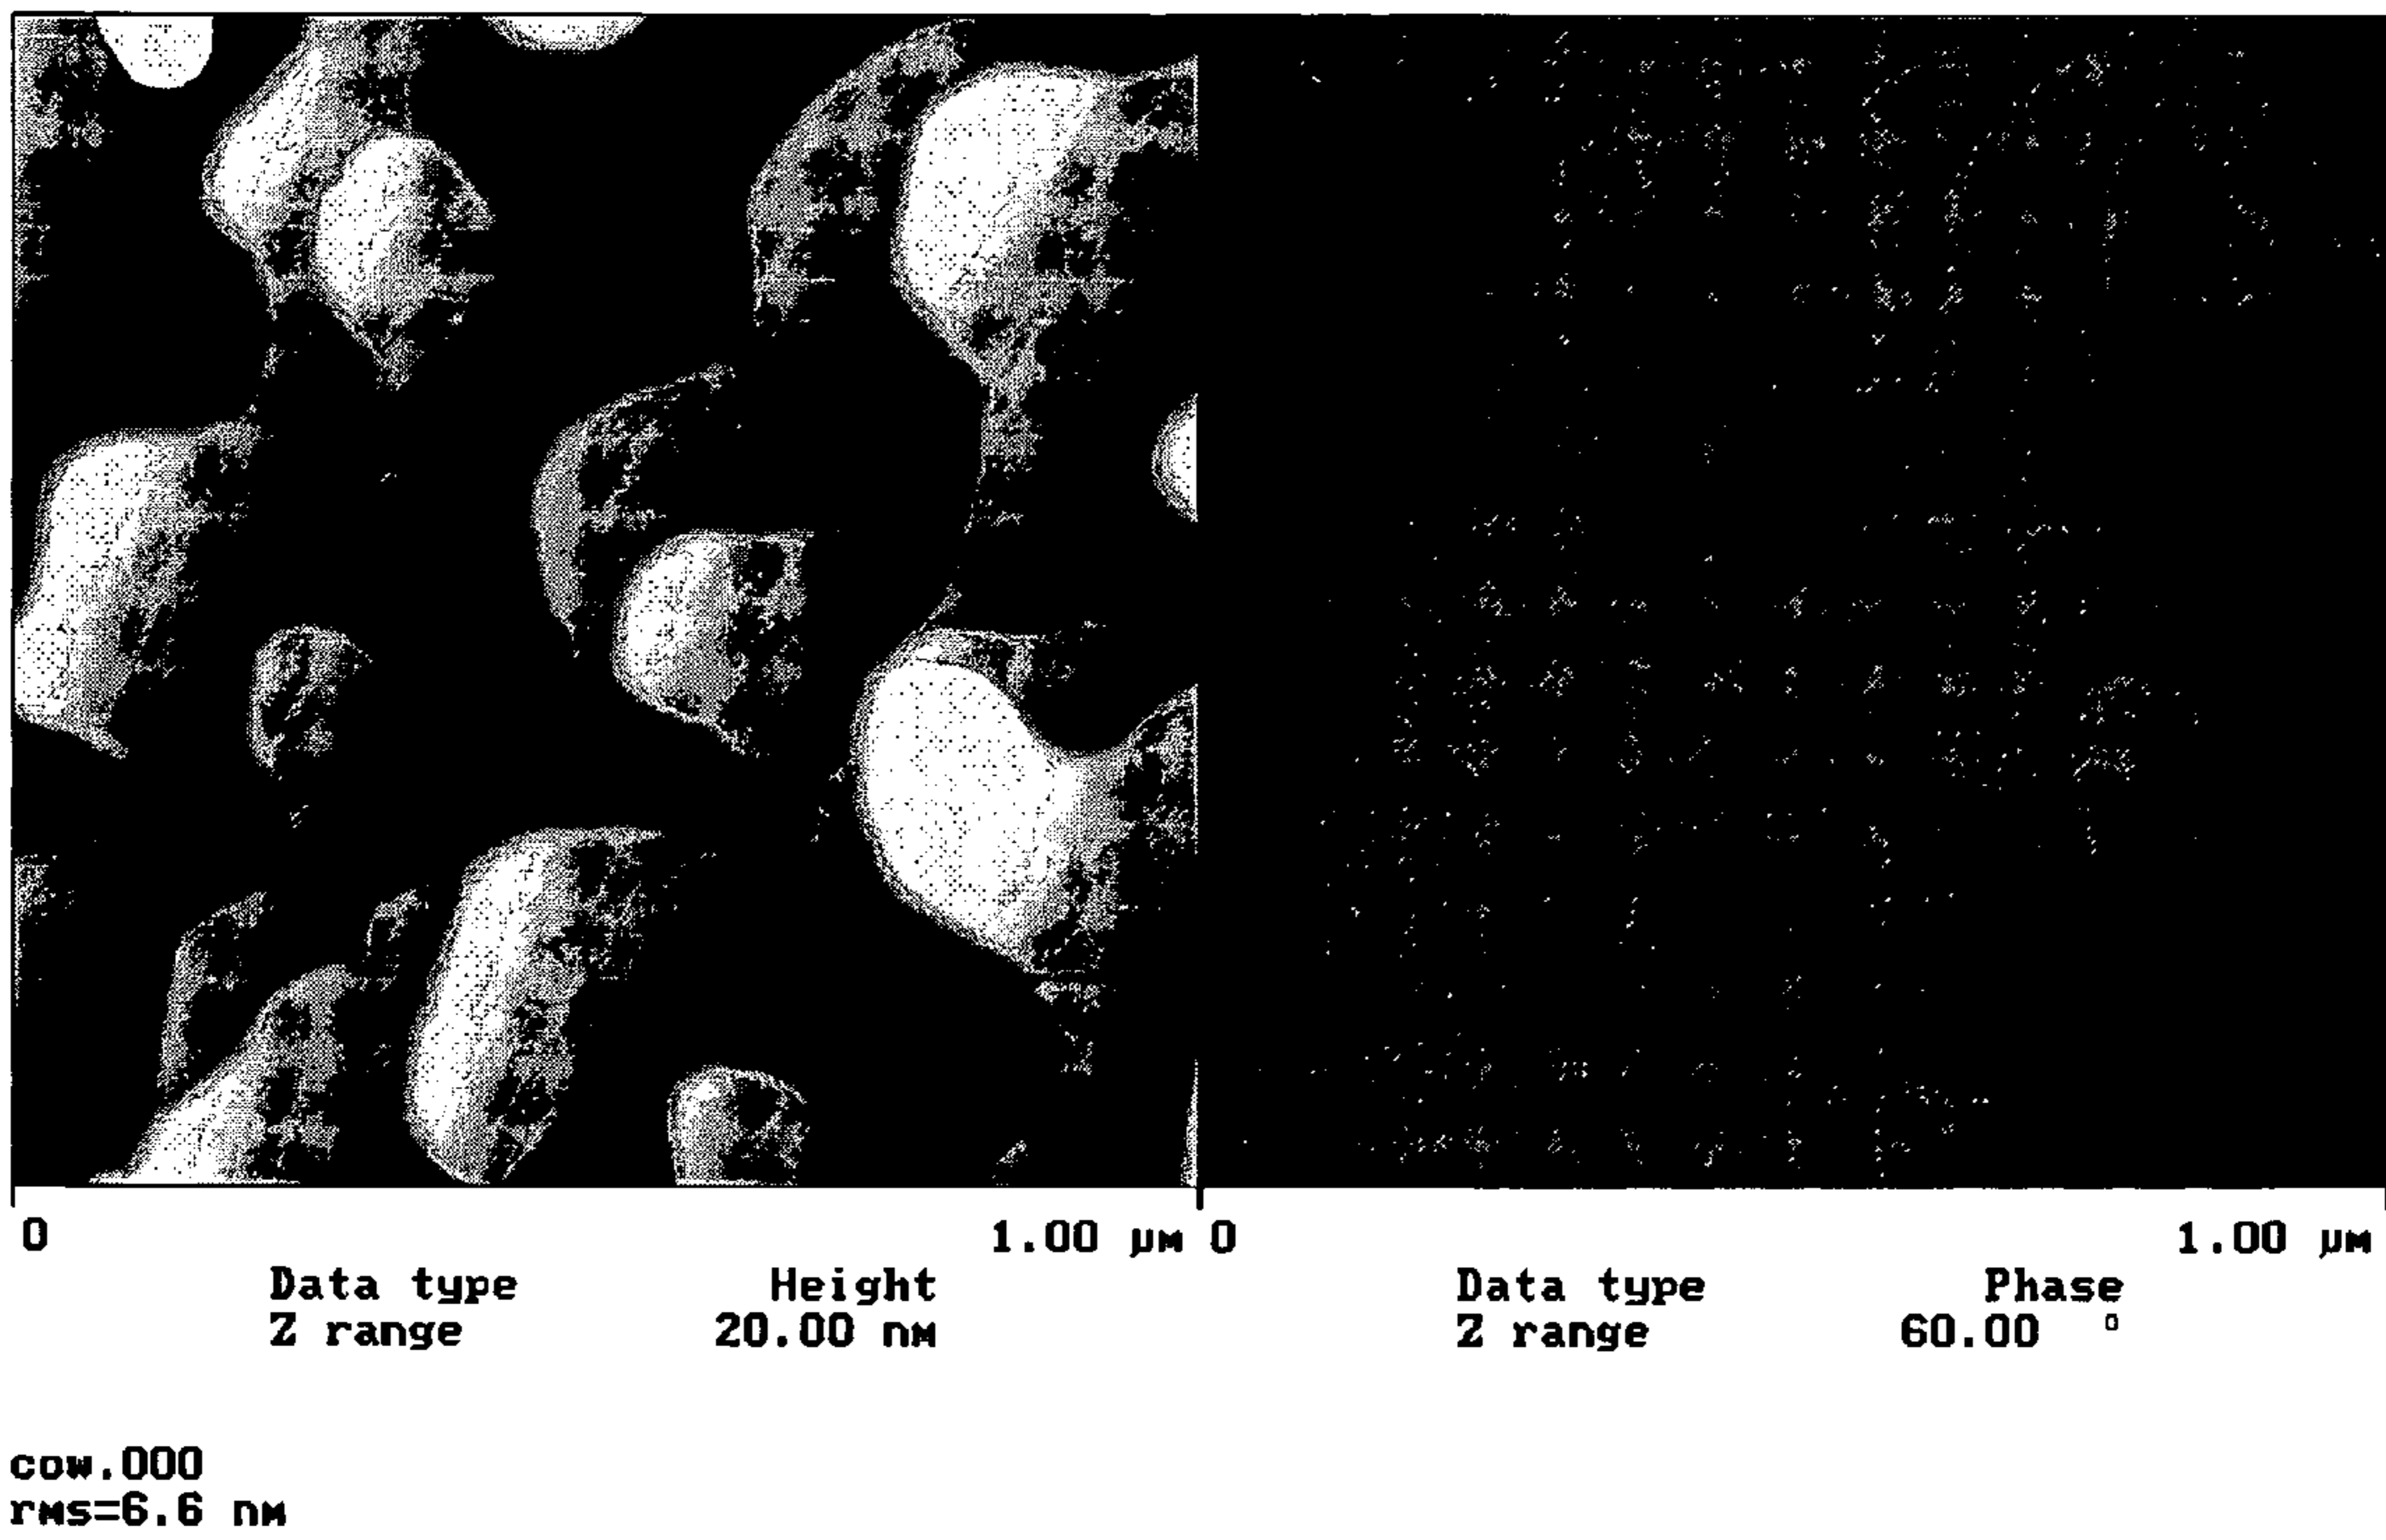 0 1.00 µm 0 1.00 µm
Data type Height Data type Phase
Z range 20.00 nm Z range 60.00 °
cow.000
rms=6.6 nm